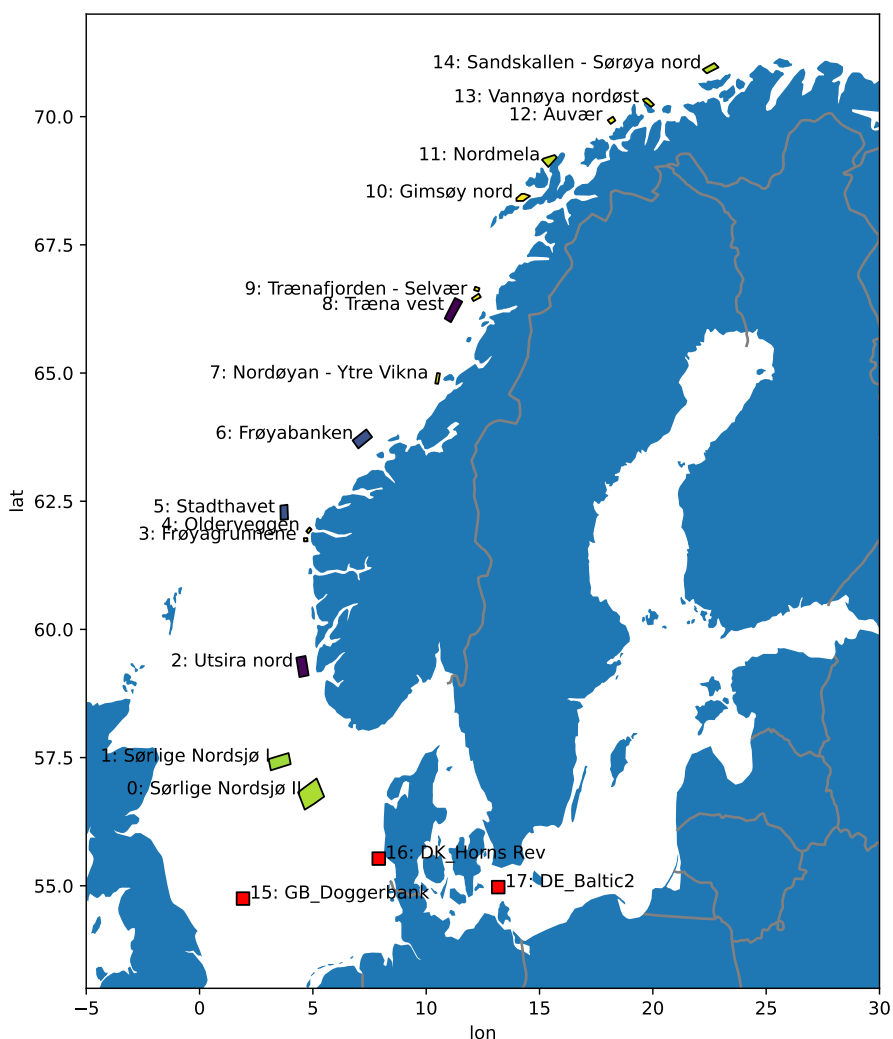 14: Sandskallen - Sørøya nord
13: Vannøya nordøst
70.0
12: Auvær
11: Nordmela
10: Gimsøy nord
67.5
9: Trænafjorden - Selvær
8: Træna vest
65.0
7: Nordøyan - Ytre Vikna
6: Frøyabanken
62.5
5: Stadthavet
4: Olderveggen
3: Frøyagrunnene
lat
60.0
2: Utsira nord
57.5
1: Sørlige Nordsjø I
0: Sørlige Nordsjø II
16: DK_Horns Rev
55.0
17: DE_Baltic2
15: GB_Doggerbank
−5 0 5 10 15 20 25 30
lon